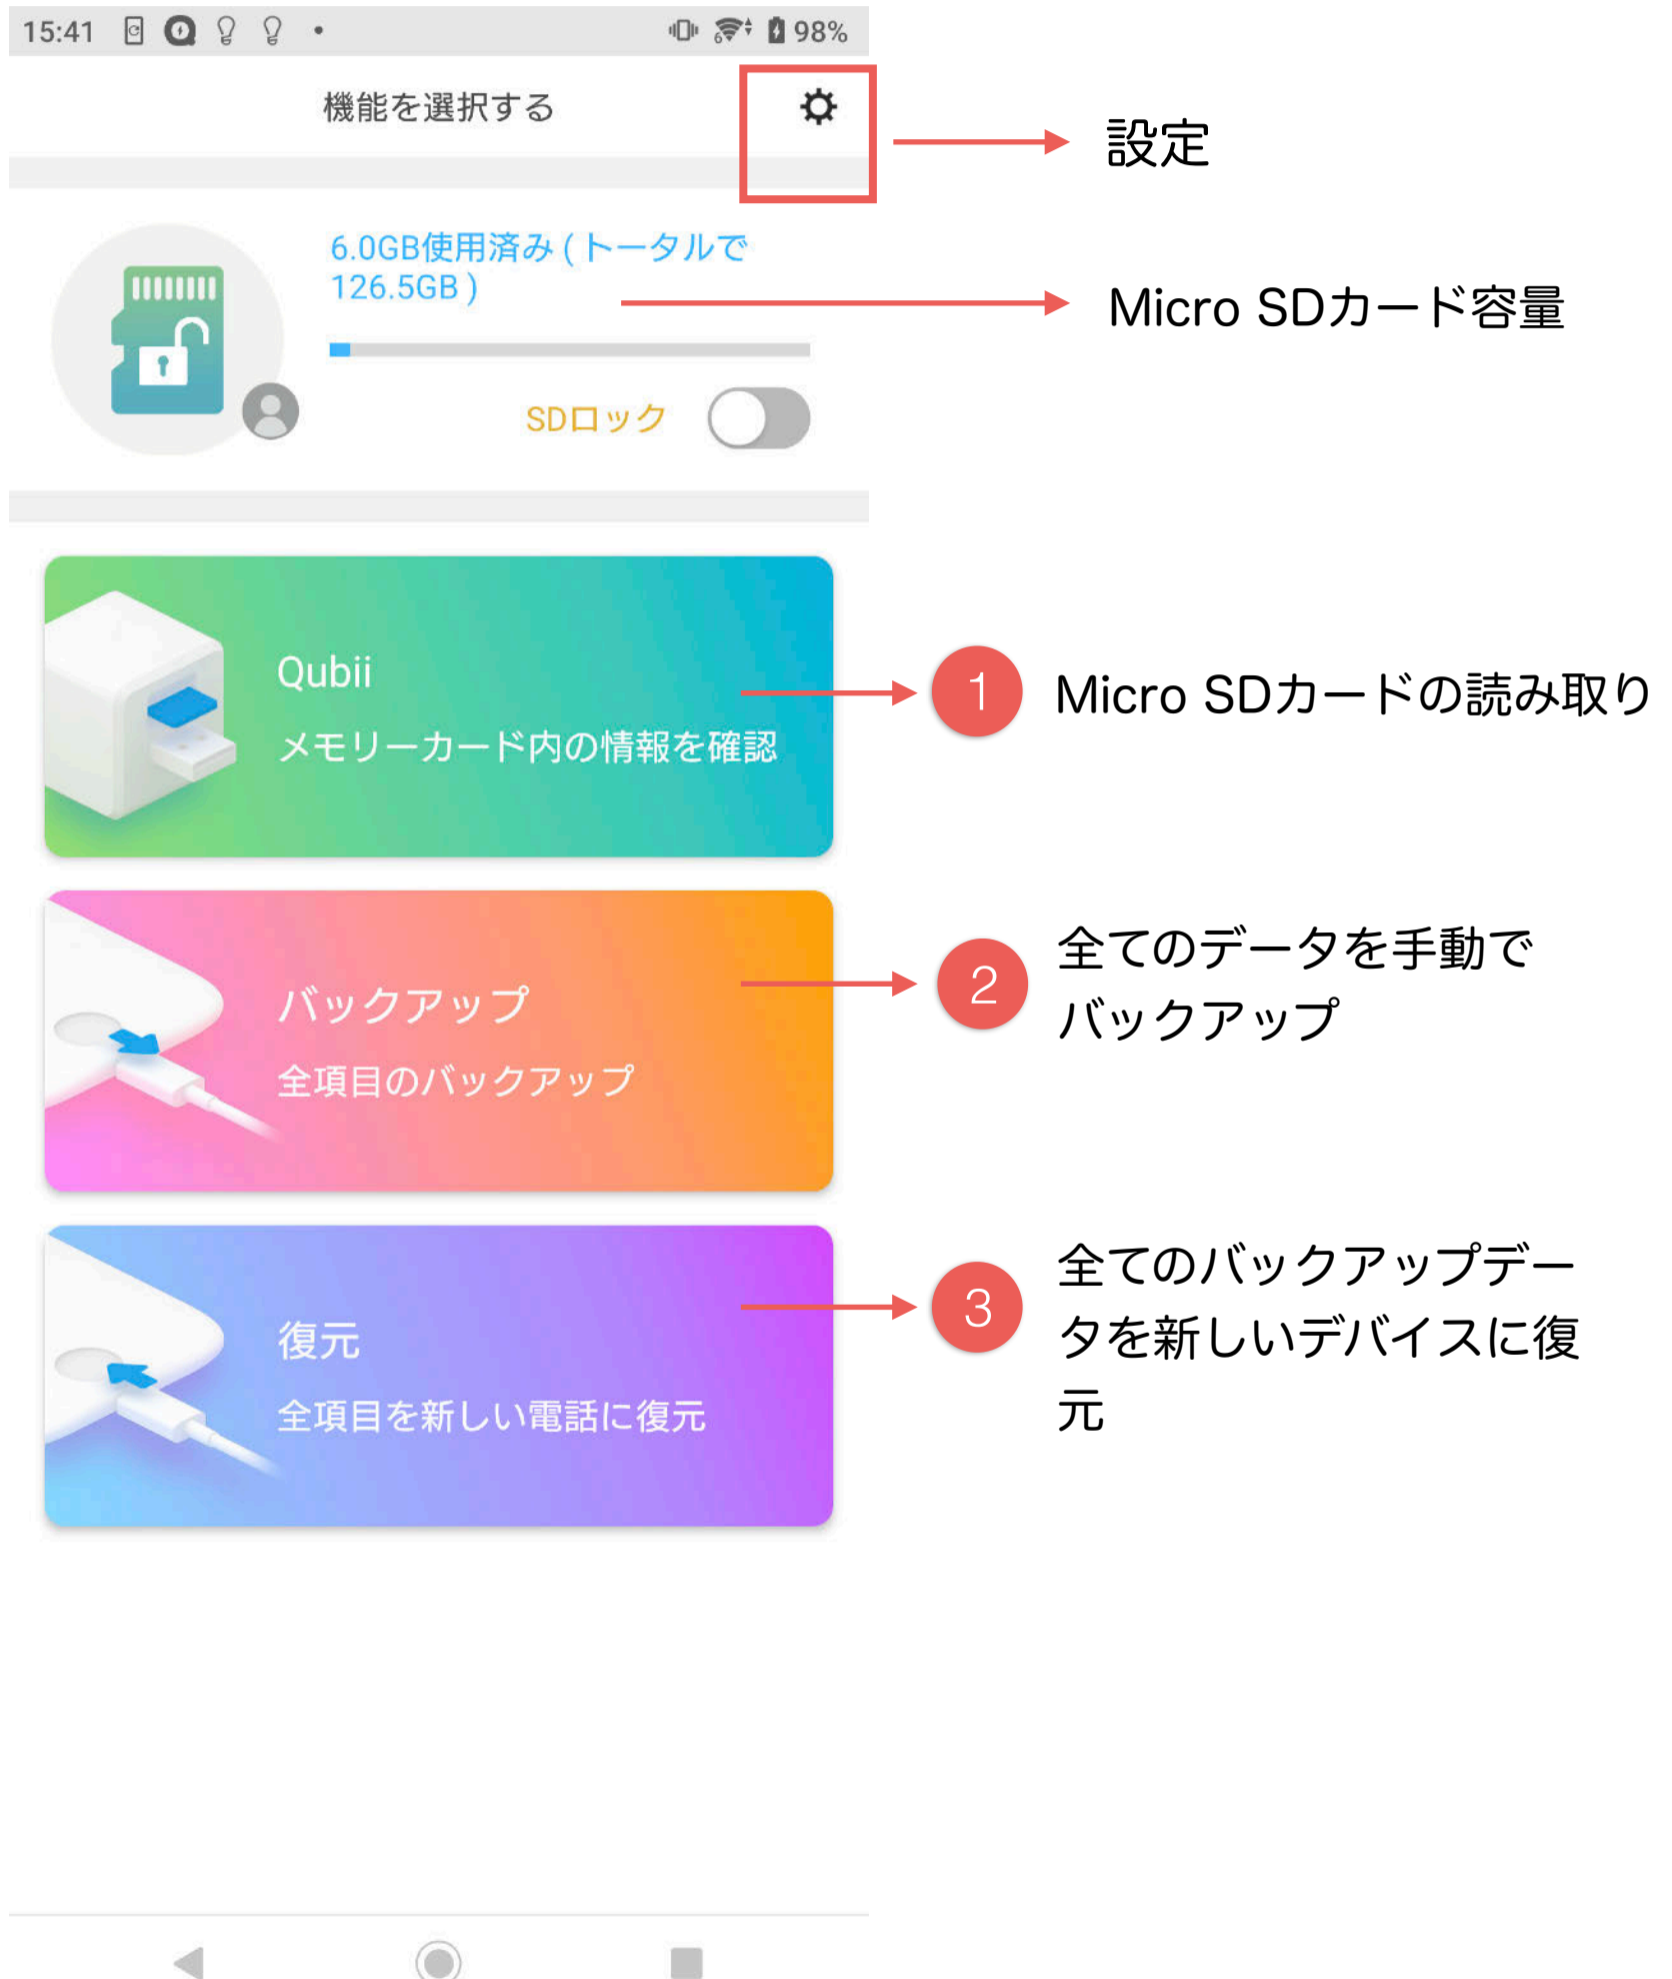 15:41
98%
機能を選択する
設定
6.0GB使用済み ( トータルで
126.5GB )
Micro SDカード容量
SDロック
Qubii
メモリーカード内の情報を確認
1
Micro SDカードの読み取り
バックアップ
全項目のバックアップ
2
全てのデータを手動で
バックアップ
復元
全項目を新しい電話に復元
3
全てのバックアップデー
タを新しいデバイスに復
元